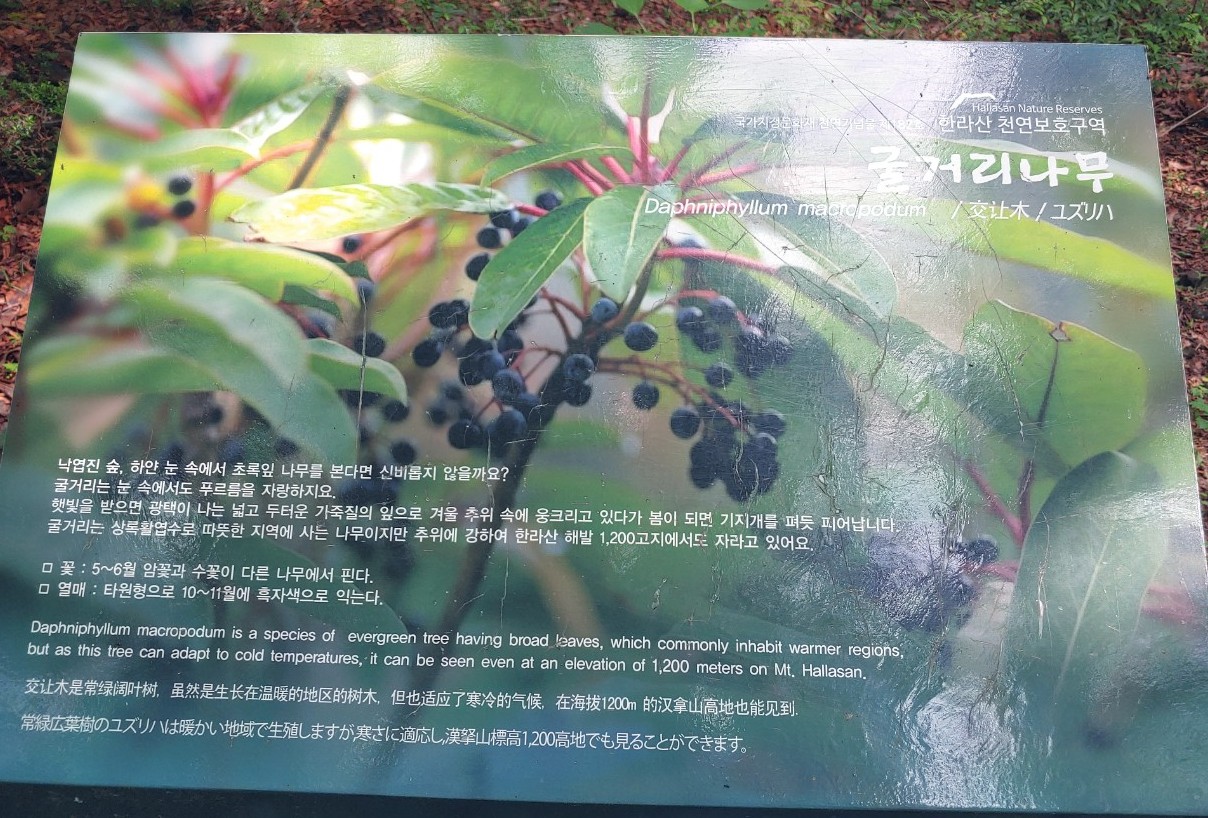 Hallasan Nature Reserves
국가지정문화재 천연기념물 한라산 천연보호구역
굴거리나무
Daphniphyllum macropodum / 交让木 / ユズリハ
낙엽진 숲, 하얀 눈 속에서 초록잎 나무를 본다면 신비롭지 않을까요?
굴거리는 눈 속에서도 푸르름을 자랑하지요.
햇빛을 받으면 광택이 나는 넓고 두터운 가죽질의 잎으로 겨울 추위 속에 웅크리고 있다가 봄이 되면 기지개를 펴듯 피어납니다.
굴거리는 상록활엽수로 따뜻한 지역에 사는 나무이지만 추위에 강하여 한라산 해발 1,200고지에서도 자라고 있어요.
□ 꽃 : 5~6월 암꽃과 수꽃이 다른 나무에서 핀다.
□ 열매 : 타원형으로 10~11월에 흑자색으로 익는다.
Daphniphyllum macropodum is a species of evergreen tree having broad leaves, which commonly inhabit warmer regions,
but as this tree can adapt to cold temperatures, it can be seen even at an elevation of 1,200 meters on Mt. Hallasan.
交让木是常绿阔叶树, 虽然是生长在温暖的地区的树木, 但也适应了寒冷的气候, 在海拔1200m 的汉拿山高地也能见到.
常緑広葉樹のユズリハは暖かい地域で生殖しますが,寒さに適応し,漢拏山標高1,200高地でも見ることができます。